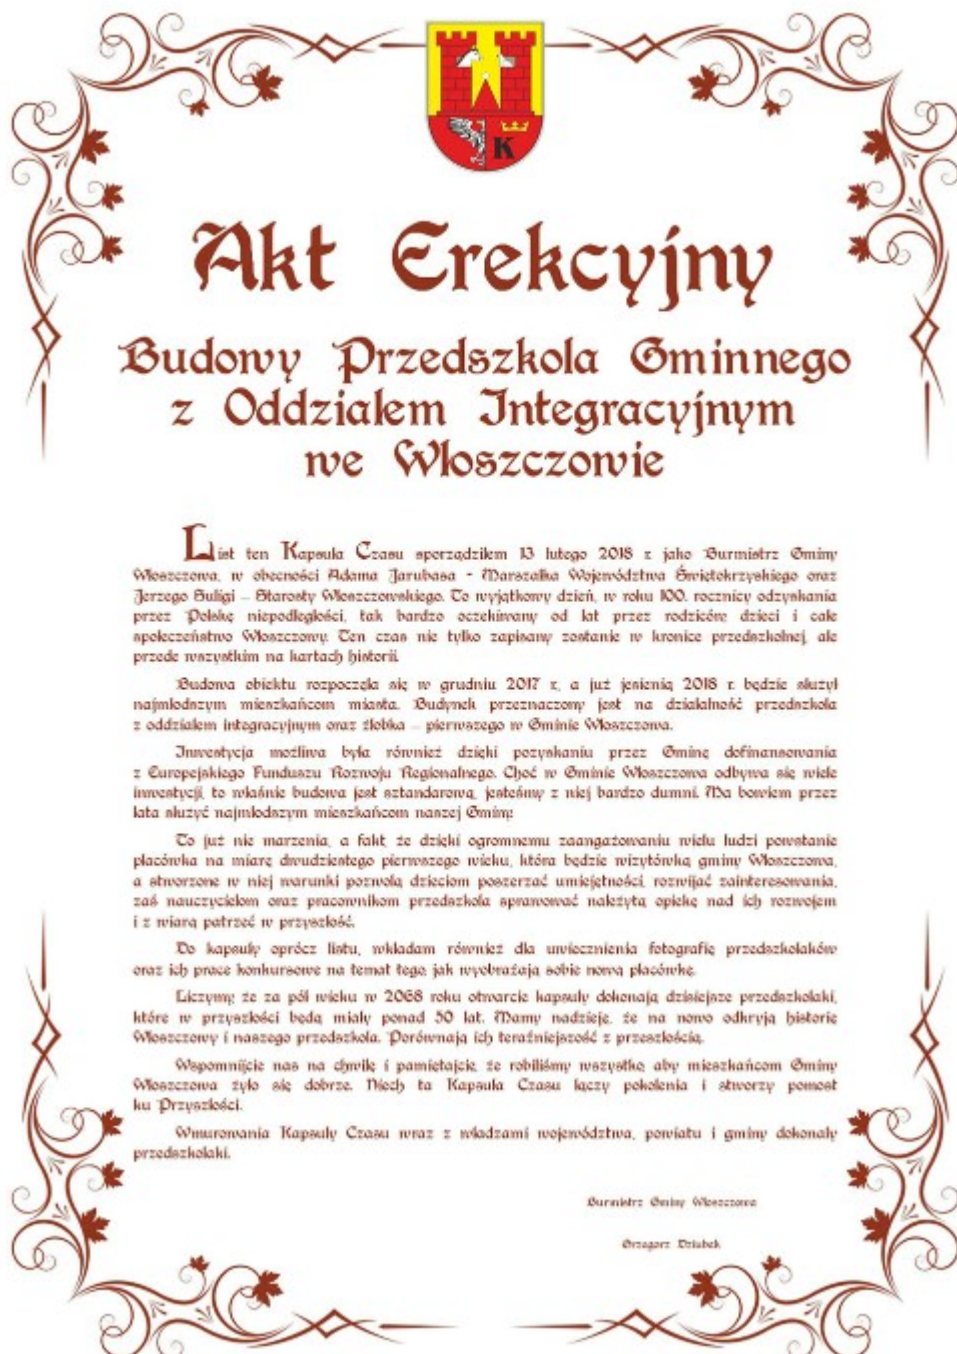 K
Akt Erekcyjny
Budowy Przedszkola Gminnego
z Oddziałem Integracyjnym
we Włoszczowie
List ten Kapsuła Czasu sporządziłem 13 lutego 2018 r. jako Burmistrz Gminy
Włoszczowa, w obecności Adama Jarubasa - Marszałka Województwa Świętokrzyskiego oraz
Jerzego Suligi – Starosty Włoszczowskiego. To wyjątkowy dzień, w roku 100. rocznicy odzyskania
przez Polskę niepodległości, tak bardzo oczekiwany od lat przez rodziców, dzieci i całe
społeczeństwo Włoszczowy. Ten czas nie tylko zapisany zostanie w kronice przedszkolnej, ale
przede wszystkim na kartach historii.
Budowa obiektu rozpoczęła się w grudniu 2017 r., a już jesienią 2018 r. będzie służył
najmłodszym mieszkańcom miasta. Budynek przeznaczony jest na działalność przedszkola
z oddziałem integracyjnym oraz żłobka – pierwszego w Gminie Włoszczowa.
Inwestycja możliwa była również dzięki pozyskaniu przez Gminę dofinansowania
z Europejskiego Funduszu Rozwoju Regionalnego. Choć w Gminie Włoszczowa odbywa się wiele
inwestycji, to właśnie budowa jest sztandarową, jesteśmy z niej bardzo dumni. Ma bowiem przez
lata służyć najmłodszym mieszkańcom naszej Gminy.
To już nie marzenia, a fakt, że dzięki ogromnemu zaangażowaniu wielu ludzi powstanie
placówka na miarę dwudziestego pierwszego wieku, która będzie wizytówką gminy Włoszczowa,
a stworzone w niej warunki pozwolą dzieciom poszerzać umiejętności, rozwijać zainteresowania,
zaś nauczycielom oraz pracownikom przedszkola sprawować należytą opiekę nad ich rozwojem
i z wiarą patrzeć w przyszłość.
Do kapsuły oprócz listu, wkładam również dla uwiecznienia fotografię przedszkolaków
oraz ich prace konkursowe na temat tego, jak wyobrażają sobie nową placówkę.
Liczymy, że za pół wieku w 2068 roku otwarcie kapsuły dokonają dzisiejsze przedszkolaki,
które w przyszłości będą miały ponad 50 lat. Mamy nadzieję, że na nowo odkryją historię
Włoszczowy i naszego przedszkola. Porównają ich teraźniejszość z przeszłością.
Wspomnijcie nas na chwilę i pamiętajcie, że robiliśmy wszystko, aby mieszkańcom Gminy
Włoszczowa żyło się dobrze. Niech ta Kapsuła Czasu łączy pokolenia i stworzy pomost
ku Przyszłości.
Wmurowania Kapsuły Czasu wraz z władzami województwa, powiatu i gminy dokonały
przedszkolaki.
Burmistrz Gminy Włoszczowa
Grzegorz Dziubek